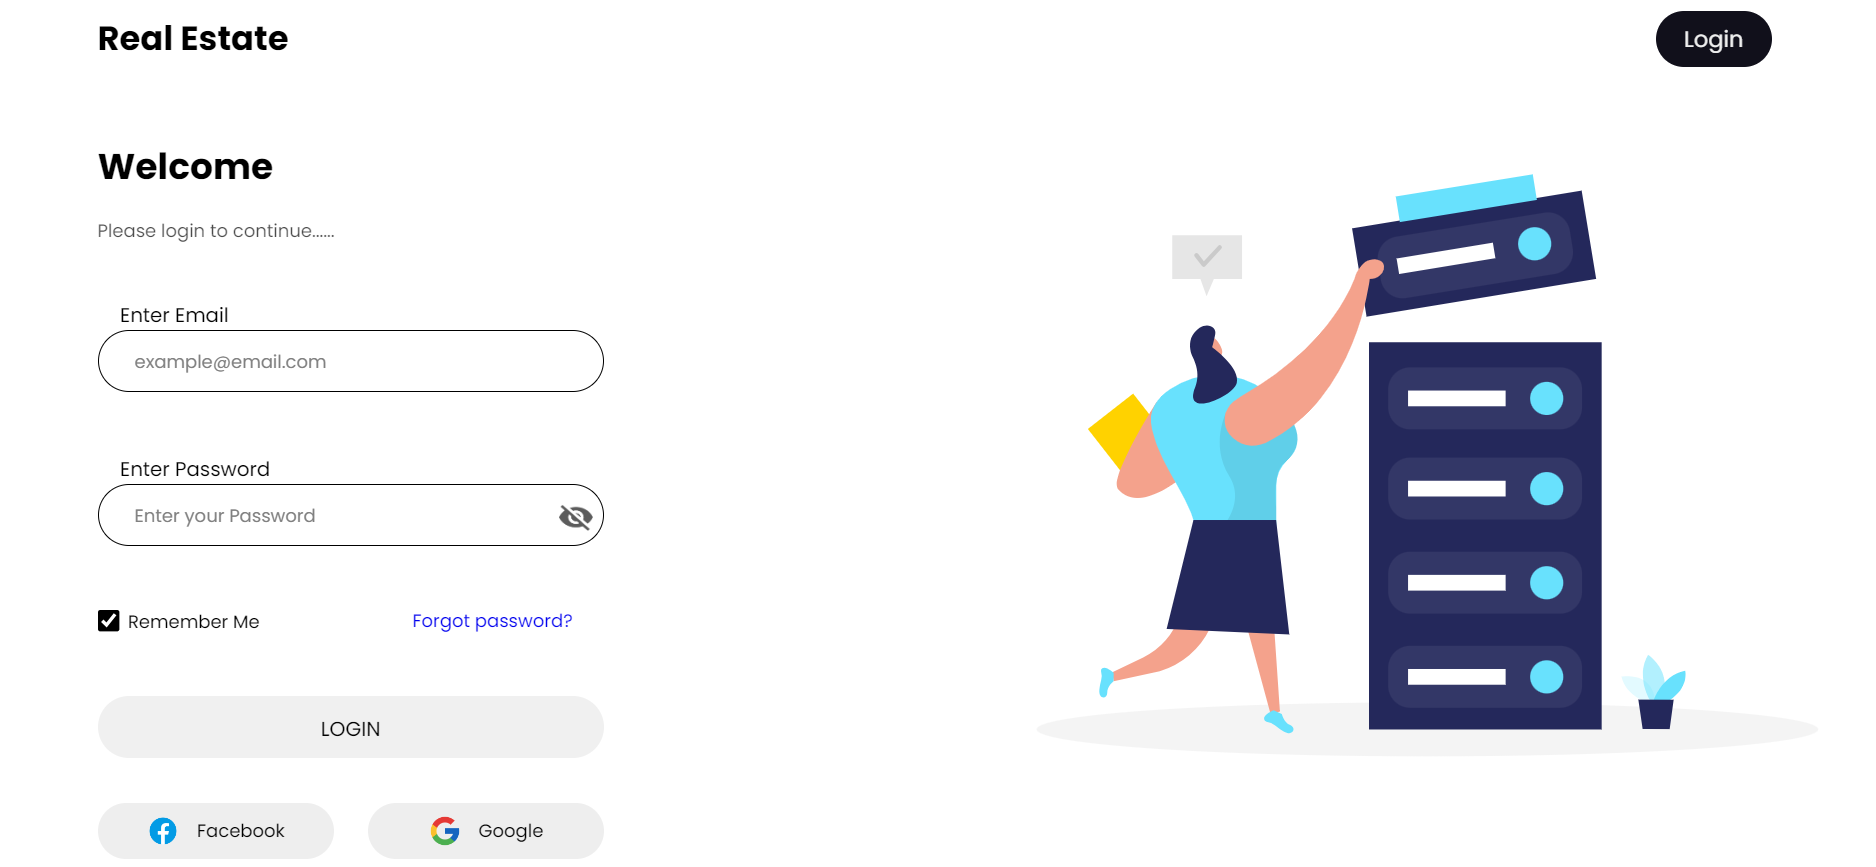 Real Estate
Login
Welcome
Please login to continue......
Enter Email
example@email.com
Enter Password
Enter your Password
Remember Me
Forgot password?
LOGIN
Facebook
Google